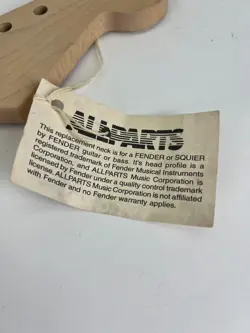 ALLPARTS
This replacement neck is for a FENDER or SQUIER
by FENDER guitar or bass. It's head profile is a
registered trademark of Fender Musical Instruments
Corporation, and ALLPARTS Music Corporation is
licensed by Fender under a quality control trademark
license. ALLPARTS Music Corporation is not affiliated
with Fender and no Fender warranty applies.